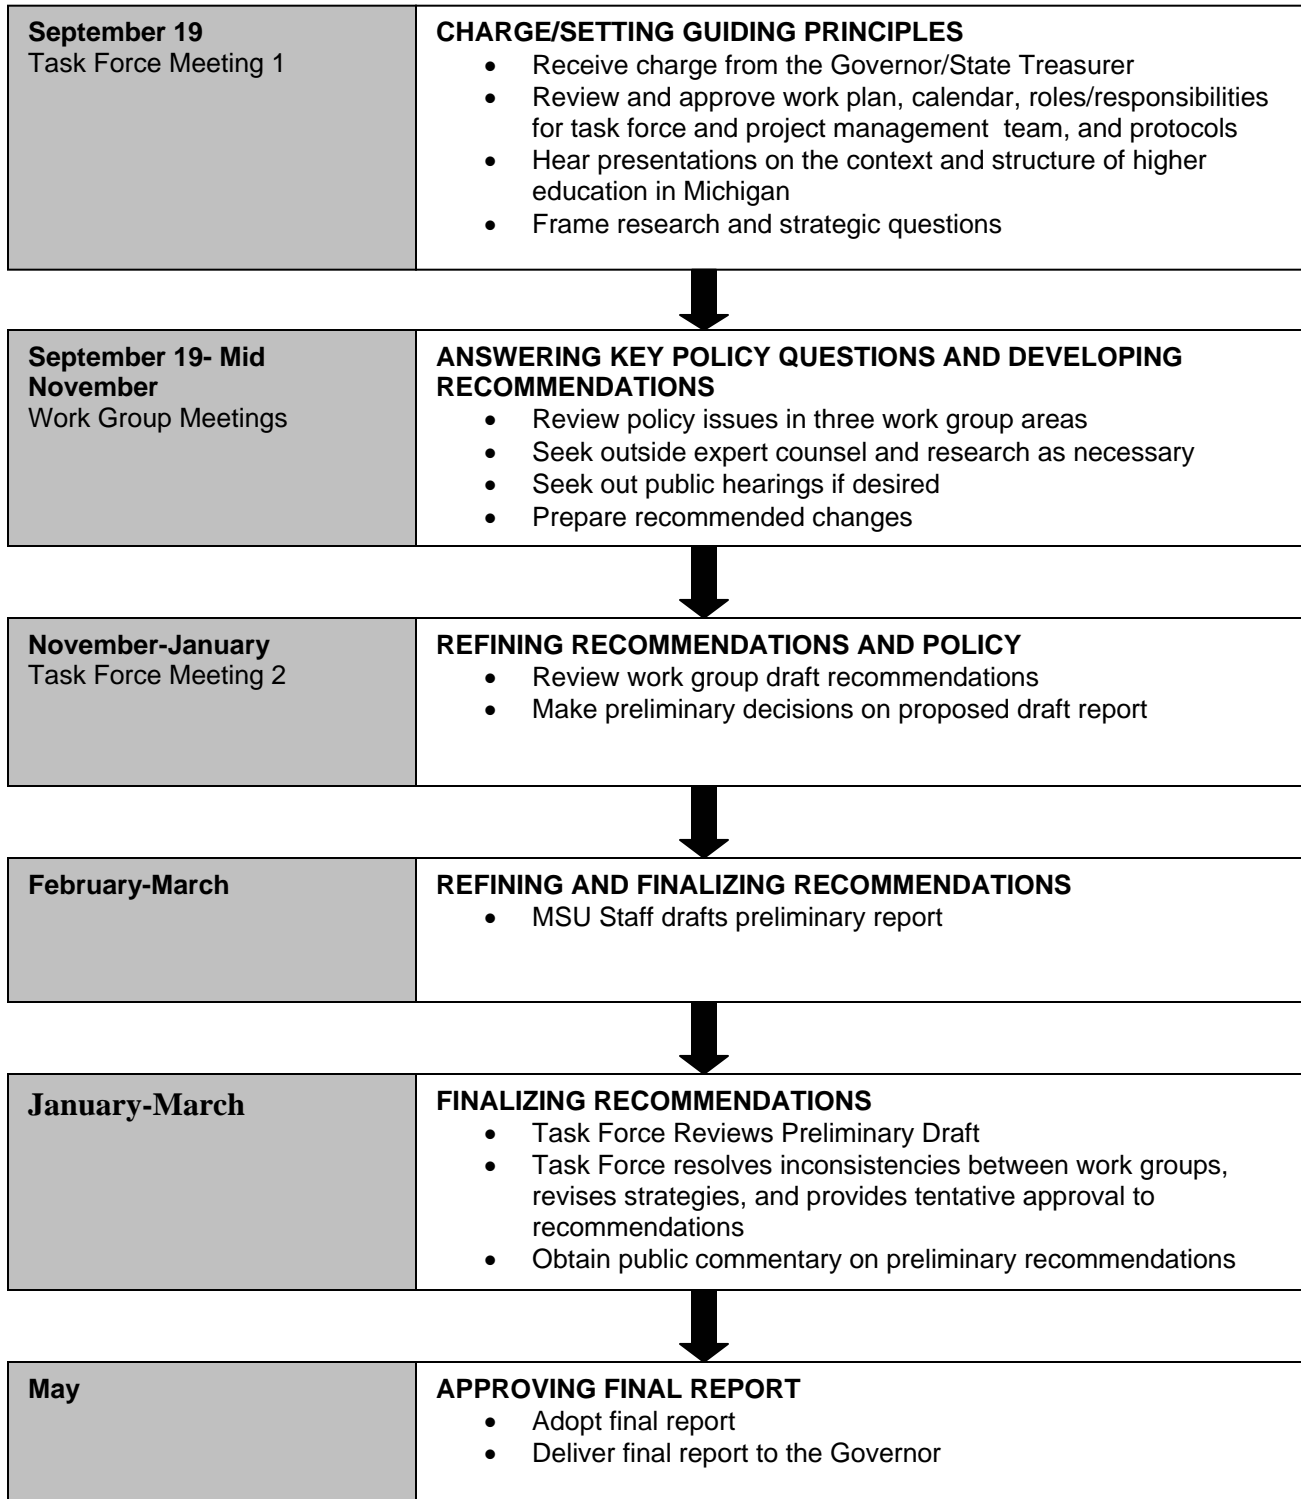 September 19
Task Force Meeting 1
CHARGE/SETTING GUIDING PRINCIPLES
• Receive charge from the Governor/State Treasurer
• Review and approve work plan, calendar, roles/responsibilities
for task force and project management team, and protocols
• Hear presentations on the context and structure of higher
education in Michigan
• Frame research and strategic questions
September 19- Mid
November
Work Group Meetings
ANSWERING KEY POLICY QUESTIONS AND DEVELOPING
RECOMMENDATIONS
• Review policy issues in three work group areas
• Seek outside expert counsel and research as necessary
• Seek out public hearings if desired
• Prepare recommended changes
November-January
Task Force Meeting 2
REFINING RECOMMENDATIONS AND POLICY
• Review work group draft recommendations
• Make preliminary decisions on proposed draft report
February-March
REFINING AND FINALIZING RECOMMENDATIONS
• MSU Staff drafts preliminary report
January-March
FINALIZING RECOMMENDATIONS
• Task Force Reviews Preliminary Draft
• Task Force resolves inconsistencies between work groups,
revises strategies, and provides tentative approval to
recommendations
• Obtain public commentary on preliminary recommendations
May
APPROVING FINAL REPORT
• Adopt final report
• Deliver final report to the Governor